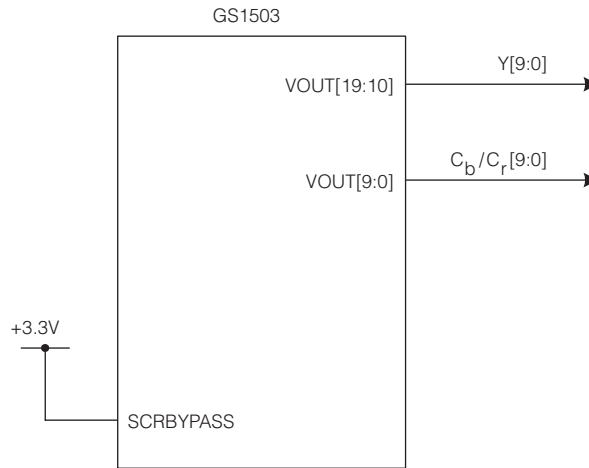 GS1503
VOUT[19:10]
Y[9:0]
VOUT[9:0]
Cb/Cr[9:0]
+3.3V
SCRBYPASS